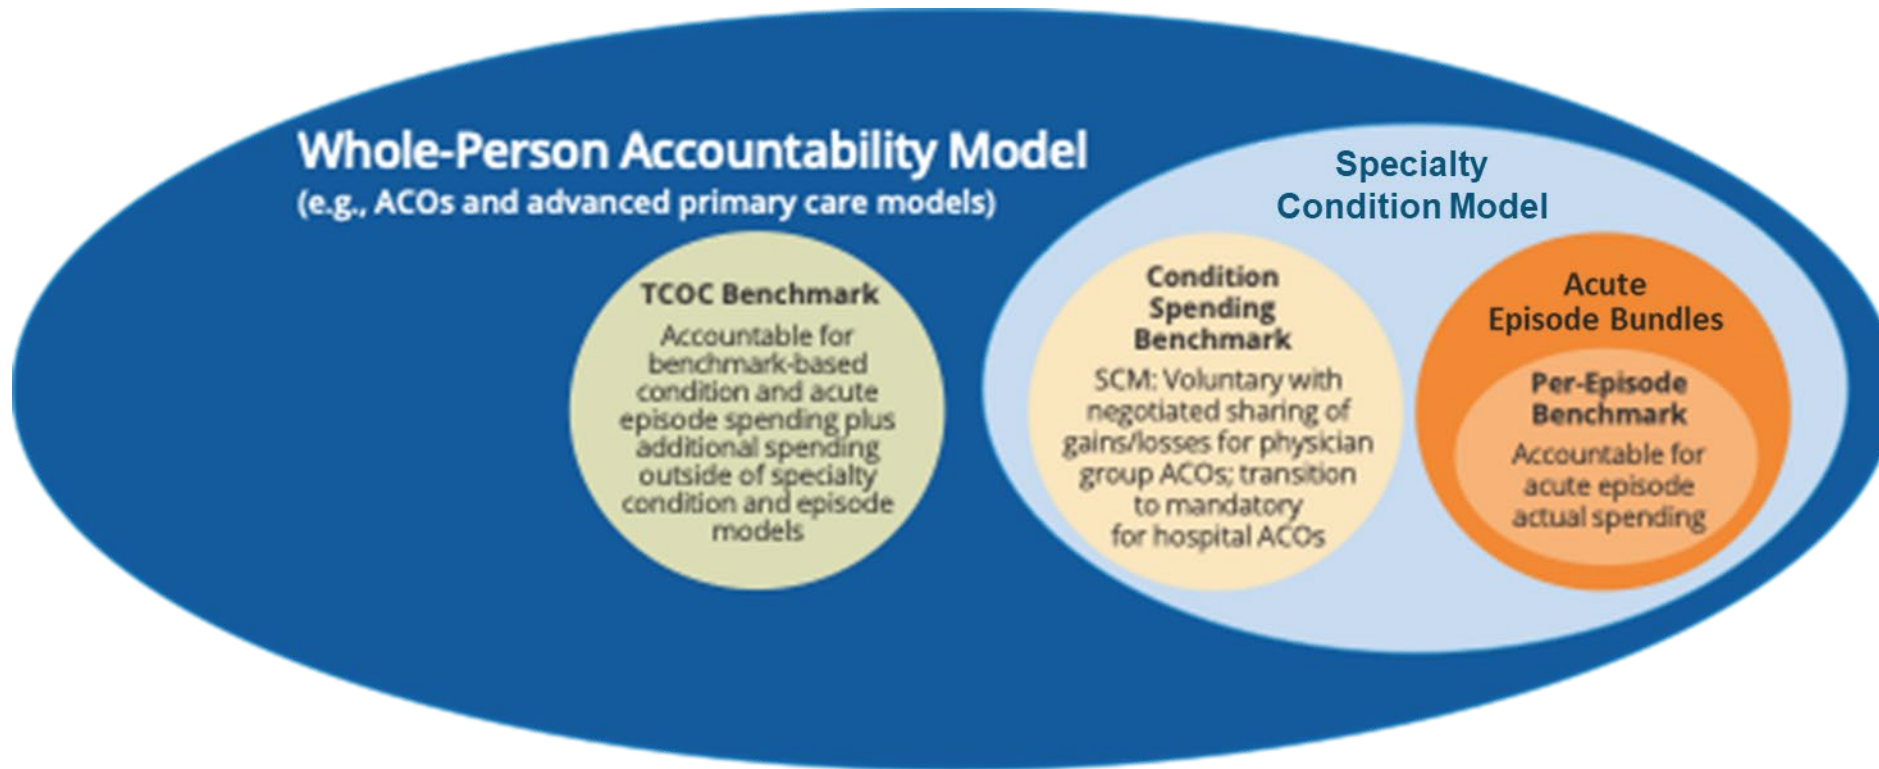 Whole-Person Accountability Model
(e.g., ACOs and advanced primary care models)
TCOC Benchmark
Accountable for
benchmark-based
condition and acute
episode spending plus
additional spending
outside of specialty
condition and episode
models
Specialty
Condition Model
Condition
Spending
Benchmark
SCM: Voluntary with
negotiated sharing of
gains/losses for physician
group ACOs; transition
to mandatory
for hospital ACOs
Acute
Episode Bundles
Per-Episode
Benchmark
Accountable for
acute episode
actual spending